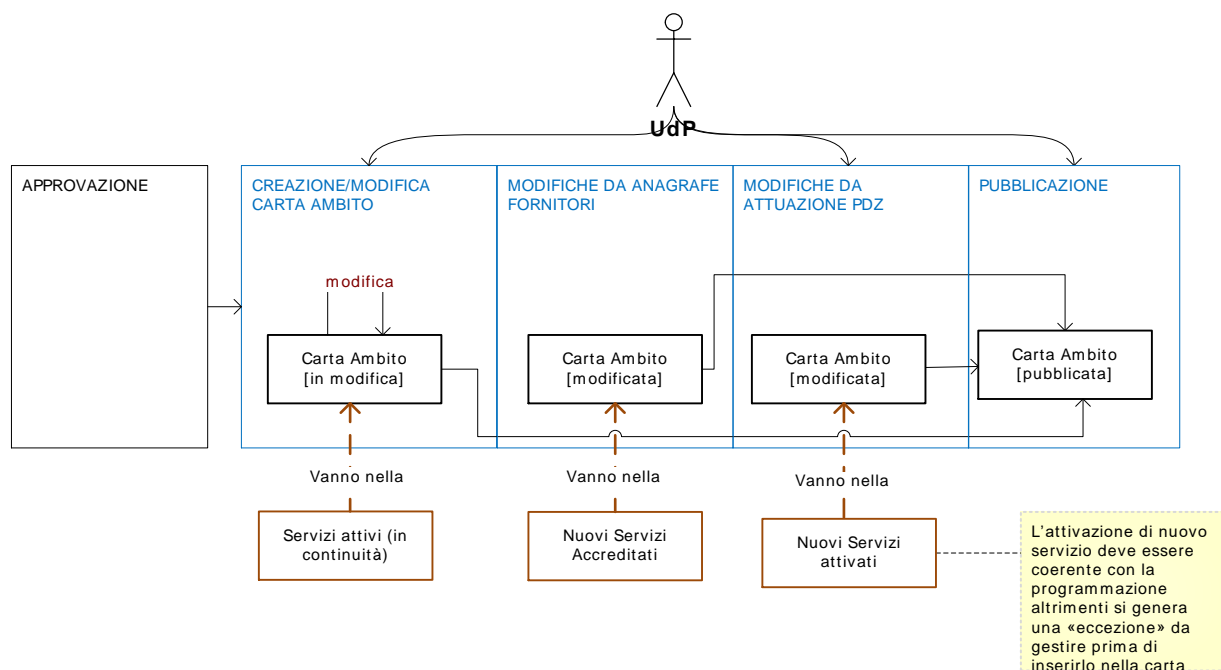 UdP
APPROVAZIONE
CREAZIONE/MODIFICA
CARTA AMBITO
MODIFICHE DA ANAGRAFE
FORNITORI
MODIFICHE DA
ATTUAZIONE PDZ
PUBBLICAZIONE
modifica
Carta Ambito
[in modifica]
Carta Ambito
[modificata]
Carta Ambito
[modificata]
Carta Ambito
[pubblicata]
Vanno nella
Vanno nella
Vanno nella
Servizi attivi (in
continuità)
Nuovi Servizi
Accreditati
Nuovi Servizi
attivati
L'attivazione di nuovo
servizio deve essere
coerente con la
programmazione
altrimenti si genera
una «eccezione» da
gestire prima di
inserirlo nella carta